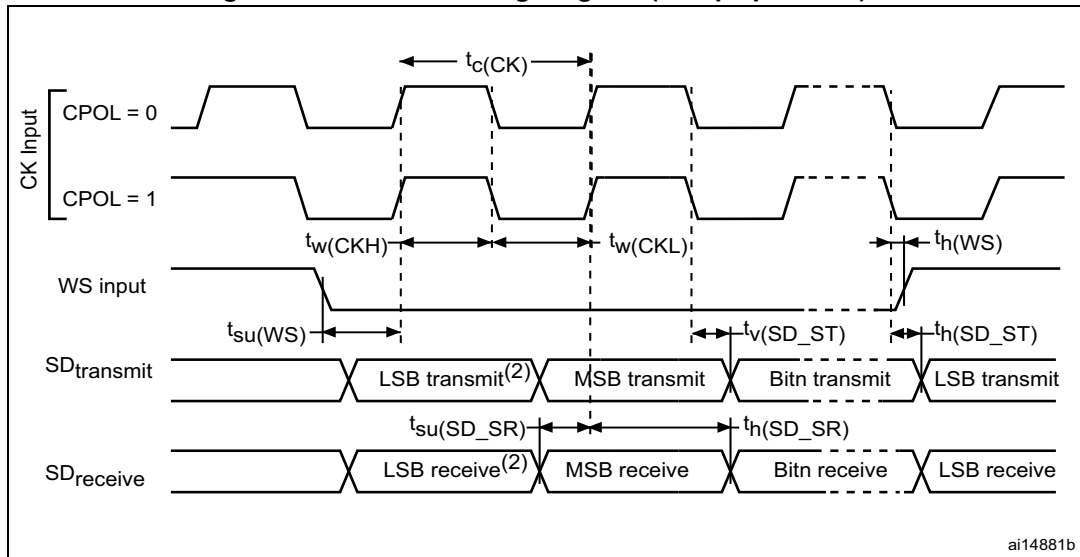 tc(CK)
CK Input
CPOL = 0
CPOL = 1
tw(CKH)
tw(CKL)
th(WS)
WS input
tsu(WS)
tv(SD_ST)
th(SD_ST)
SDtransmit
LSB transmit(2)
MSB transmit
Bitn transmit
LSB transmit
tsu(SD_SR)
th(SD_SR)
SDreceive
LSB receive(2)
MSB receive
Bitn receive
LSB receive
ai14881b